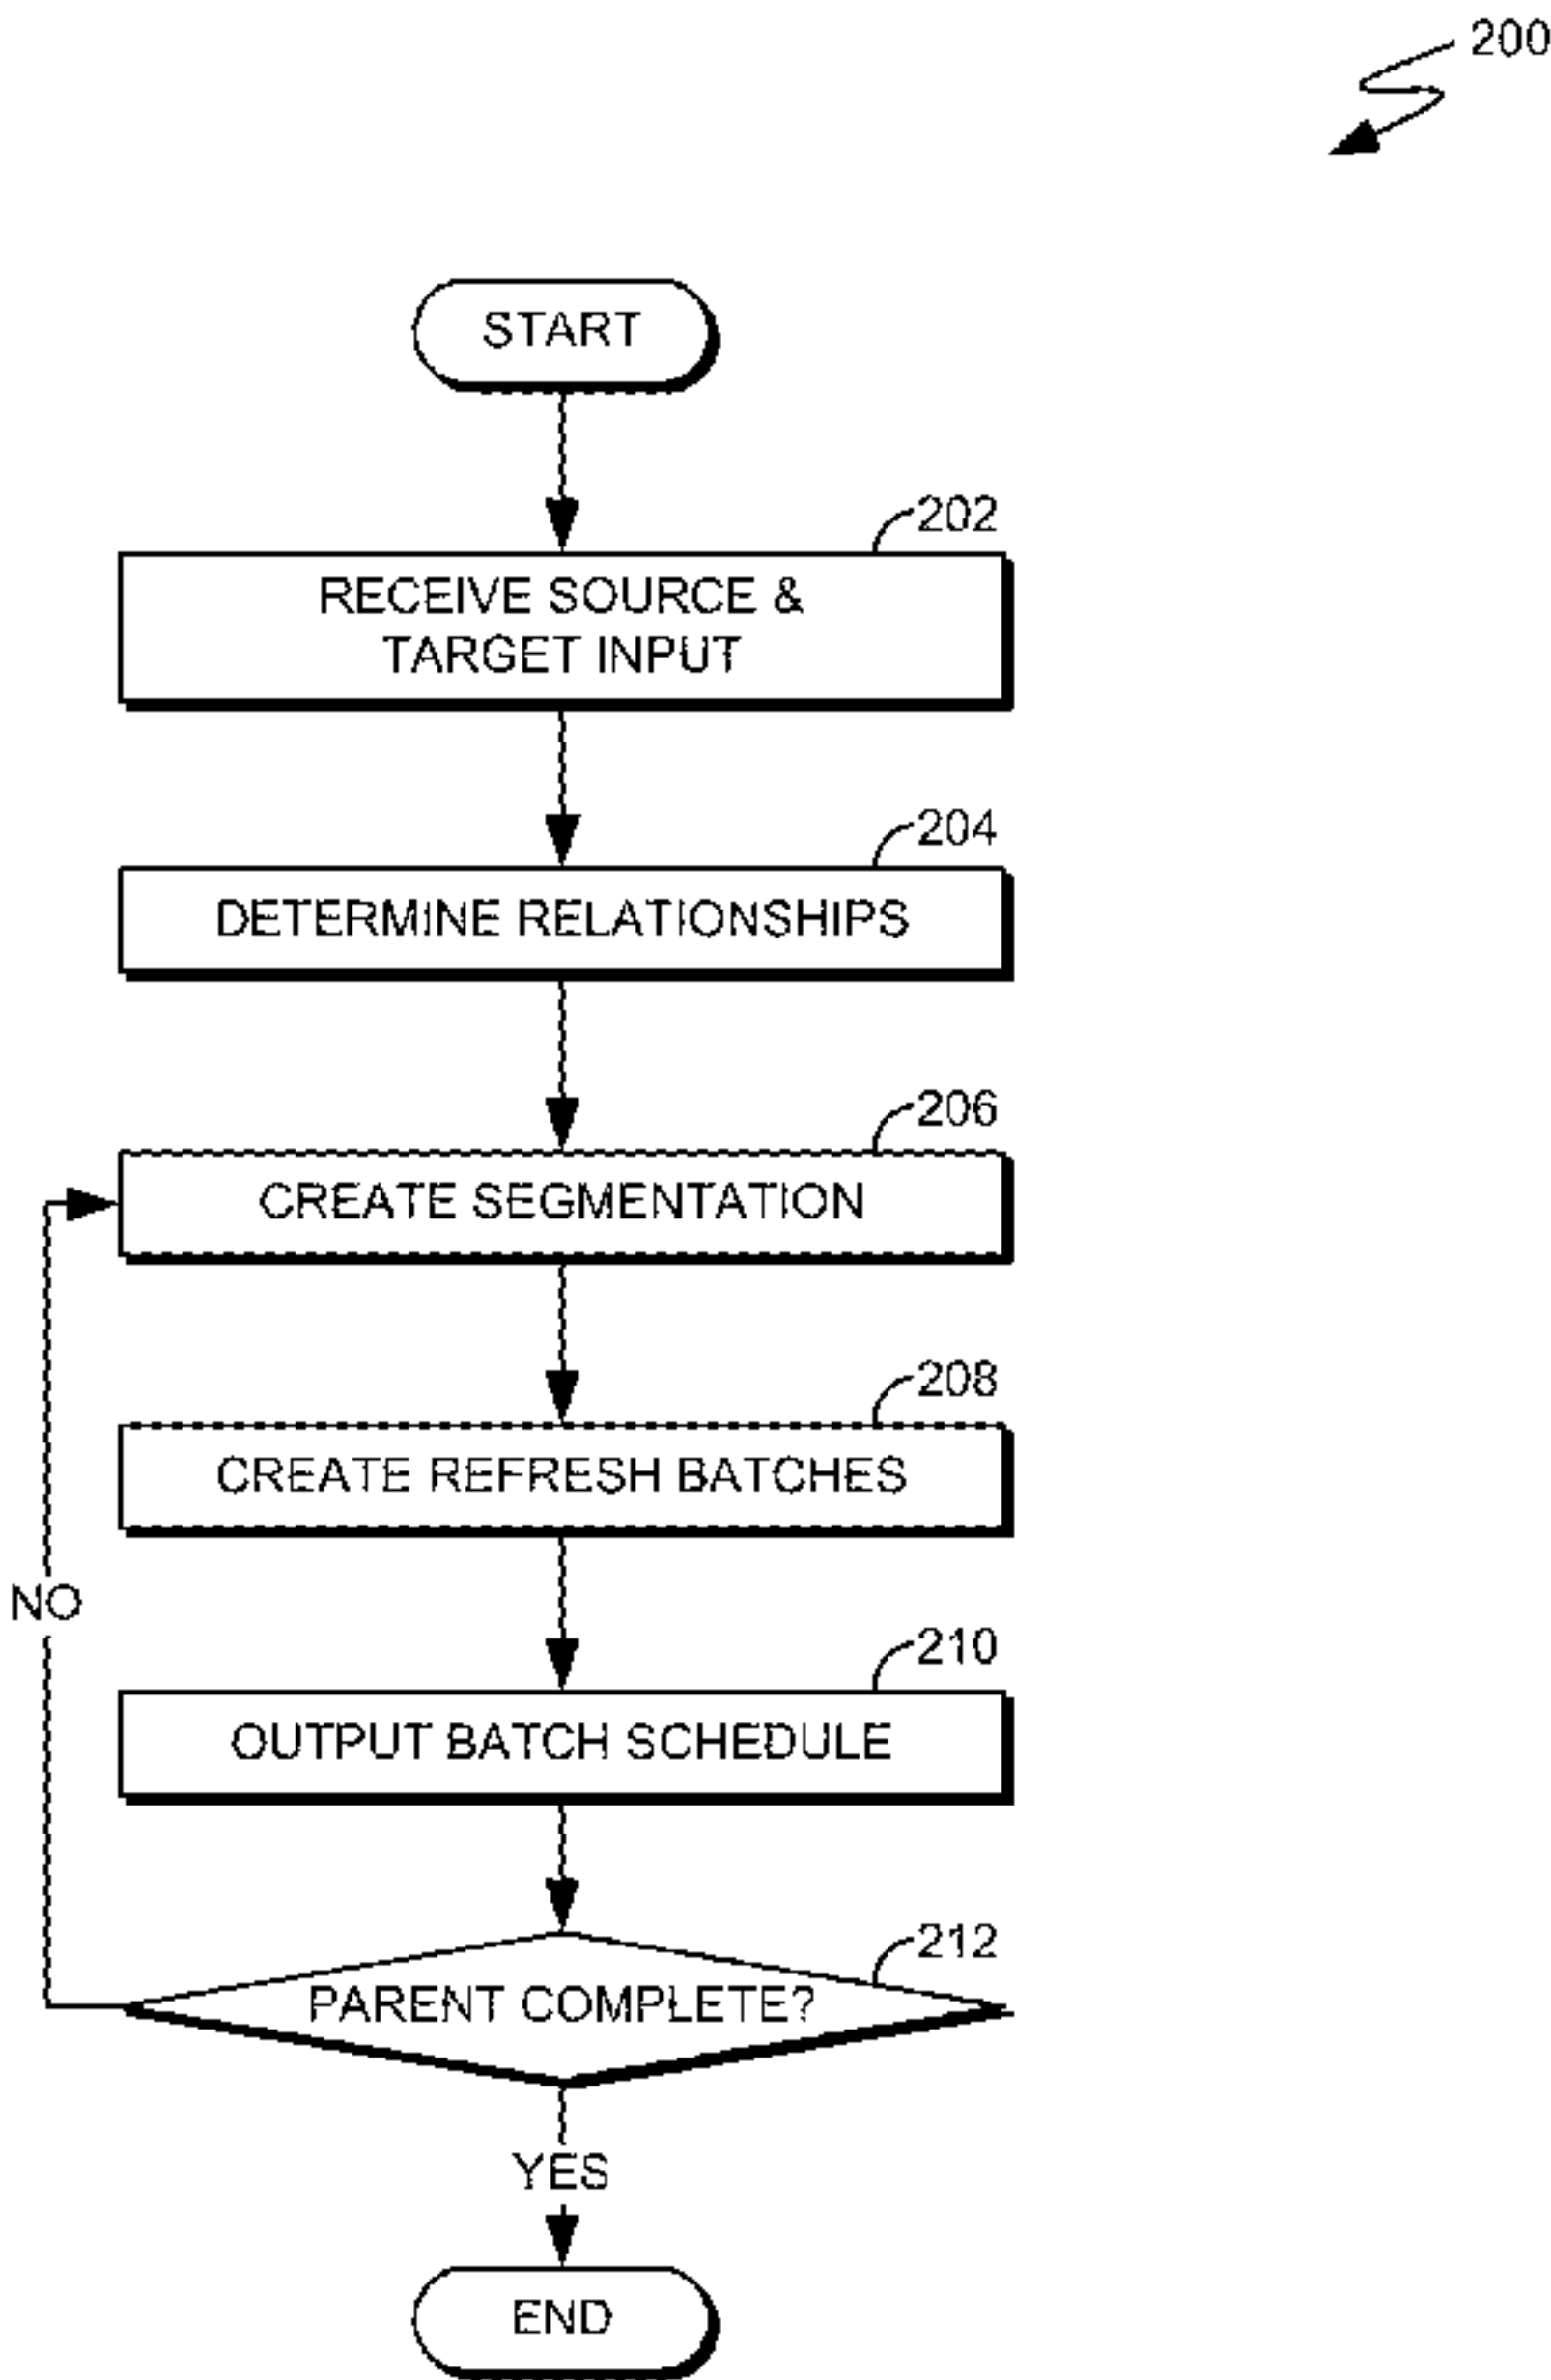 200
START
202
RECEIVE SOURCE &
TARGET INPUT
204
DETERMINE RELATIONSHIPS
206
CREATE SEGMENTATION
208
CREATE REFRESH BATCHES
NO
210
OUTPUT BATCH SCHEDULE
212
PARENT COMPLETE?
YES
END